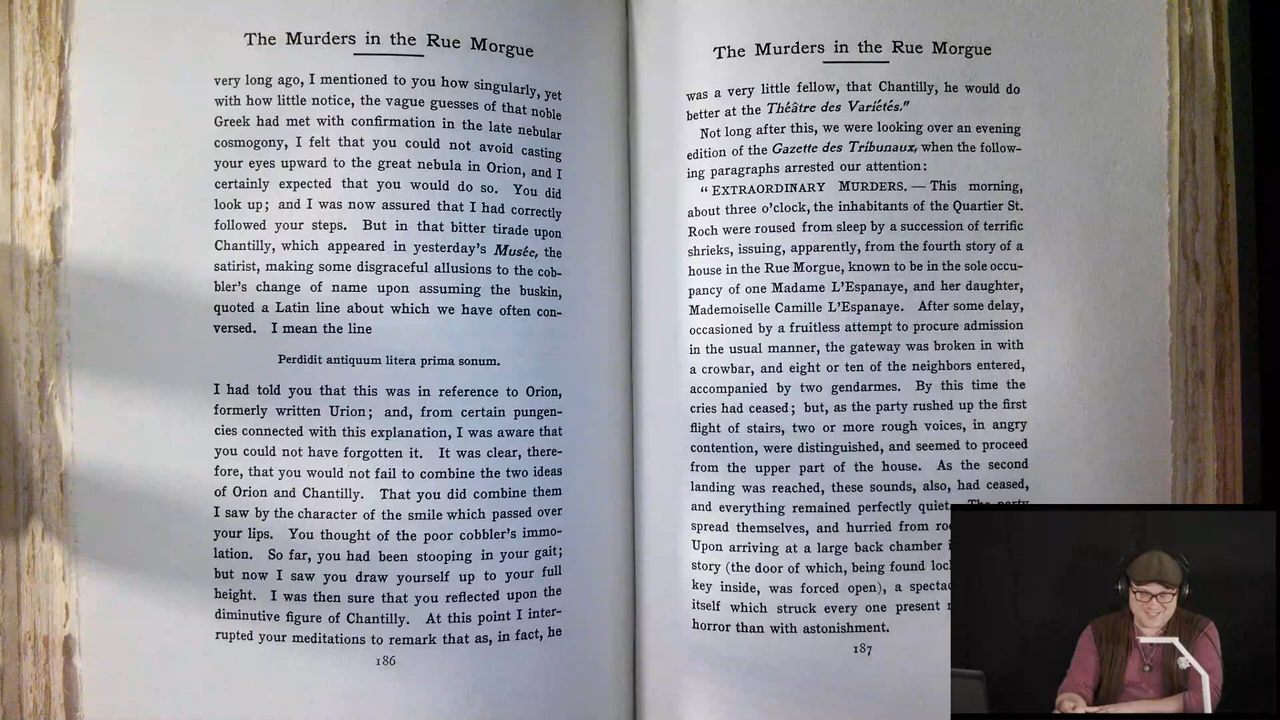 The Murders in the Rue Morgue
very long ago, I mentioned to you how singularly, yet
with how little notice, the vague guesses of that noble
Greek had met with confirmation in the late nebular
cosmogony, I felt that you could not avoid casting
your eyes upward to the great nebula in Orion, and I
certainly expected that you would do so. You did
look up; and I was now assured that I had correctly
followed your steps. But in that bitter tirade upon
Chantilly, which appeared in yesterday's Musée, the
satirist, making some disgraceful allusions to the cob-
bler's change of name upon assuming the buskin,
quoted a Latin line about which we have often con-
versed. I mean the line
Perdidit antiquum litera prima sonum.
I had told you that this was in reference to Orion,
formerly written Urion; and, from certain pungen-
cies connected with this explanation, I was aware that
you could not have forgotten it. It was clear, there-
fore, that you would not fail to combine the two ideas
of Orion and Chantilly. That you did combine them
I saw by the character of the smile which passed over
your lips. You thought of the poor cobbler's immo-
lation. So far, you had been stooping in your gait;
but now I saw you draw yourself up to your full
height. I was then sure that you reflected upon the
diminutive figure of Chantilly. At this point I inter-
rupted your meditations to remark that as, in fact, he
186
The Murders in the Rue Morgue
was a very little fellow, that Chantilly, he would do
better at the Théâtre des Variétés."
Not long after this, we were looking over an evening
edition of the Gazette des Tribunaux, when the follow-
ing paragraphs arrested our attention:
"EXTRAORDINARY MURDERS. — This morning,
about three o'clock, the inhabitants of the Quartier St.
Roch were roused from sleep by a succession of terrific
shrieks, issuing, apparently, from the fourth story of a
house in the Rue Morgue, known to be in the sole occu-
pancy of one Madame L'Espanaye, and her daughter,
Mademoiselle Camille L'Espanaye. After some delay,
occasioned by a fruitless attempt to procure admission
in the usual manner, the gateway was broken in with
a crowbar, and eight or ten of the neighbors entered,
accompanied by two gendarmes. By this time the
cries had ceased; but, as the party rushed up the first
flight of stairs, two or more rough voices, in angry
contention, were distinguished, and seemed to proceed
from the upper part of the house. As the second
landing was reached, these sounds, also, had ceased,
and everything remained perfectly quiet. The party
spread themselves, and hurried from
Upon arriving at a large back chamber
story (the door of which, being found
key inside, was forced open), a
itself which struck every one present
horror than with astonishment.
187